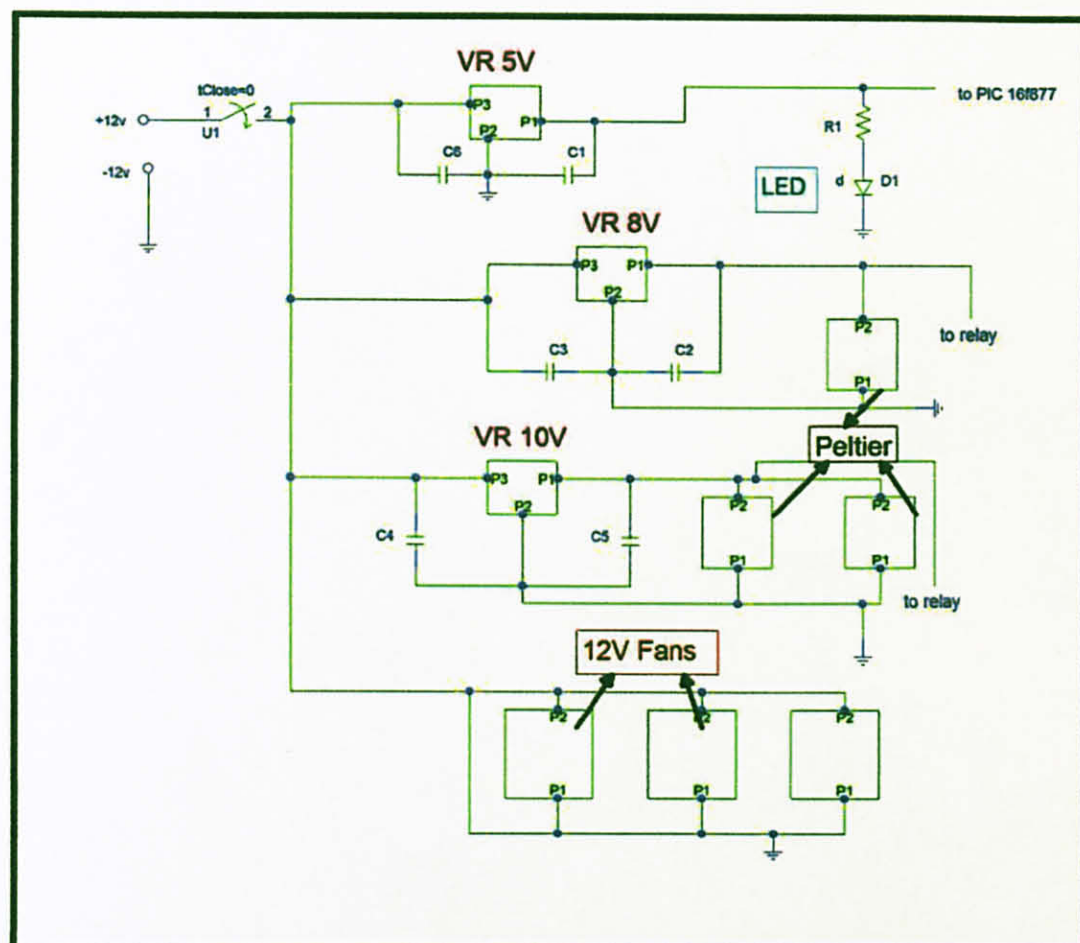 VR 5V
tClose=0
+12v
1
2
U1
P3
P1
P2
C6
C1
to PIC 16f877
R1
-12v
LED
d
D1
VR 8V
P3
P1
P2
C3
C2
P2
P1
to relay
VR 10V
Peltier
P3
P1
P2
C4
C5
P2
P2
P1
P1
to relay
12V Fans
P2
P2
P2
P1
P1
P1